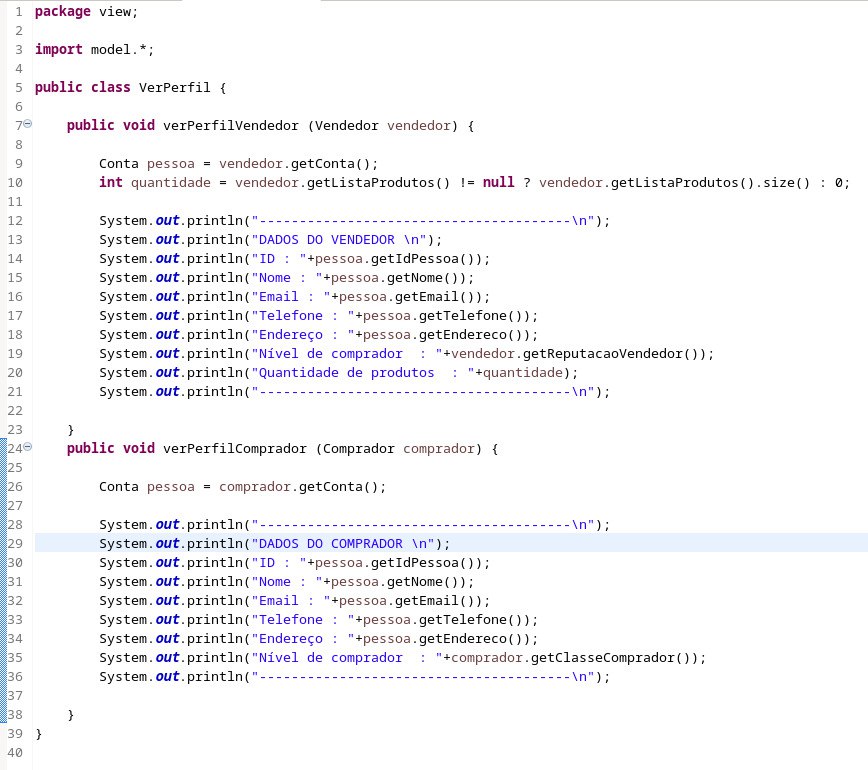 1 package view;
2
3 import model.*;
4
5 public class VerPerfil {
6
7 public void verPerfilVendedor (Vendedor vendedor) {
8
9 Conta pessoa = vendedor.getConta();
10 int quantidade = vendedor.getListaProdutos() != null ? vendedor.getListaProdutos().size() : 0;
11
12 System.out.println("---------------------------------------\n");
13 System.out.println("DADOS DO VENDEDOR \n");
14 System.out.println("ID : "+pessoa.getIdPessoa());
15 System.out.println("Nome : "+pessoa.getNome());
16 System.out.println("Email : "+pessoa.getEmail());
17 System.out.println("Telefone : "+pessoa.getTelefone());
18 System.out.println("Endereço : "+pessoa.getEndereco());
19 System.out.println("Nível de comprador  : "+vendedor.getReputacaoVendedor());
20 System.out.println("Quantidade de produtos  : "+quantidade);
21 System.out.println("---------------------------------------\n");
22
23 }
24 public void verPerfilComprador (Comprador comprador) {
25
26 Conta pessoa = comprador.getConta();
27
28 System.out.println("---------------------------------------\n");
29 System.out.println("DADOS DO COMPRADOR \n");
30 System.out.println("ID : "+pessoa.getIdPessoa());
31 System.out.println("Nome : "+pessoa.getNome());
32 System.out.println("Email : "+pessoa.getEmail());
33 System.out.println("Telefone : "+pessoa.getTelefone());
34 System.out.println("Endereço : "+pessoa.getEndereco());
35 System.out.println("Nível de comprador  : "+comprador.getClasseComprador());
36 System.out.println("---------------------------------------\n");
37
38 }
39 }
40